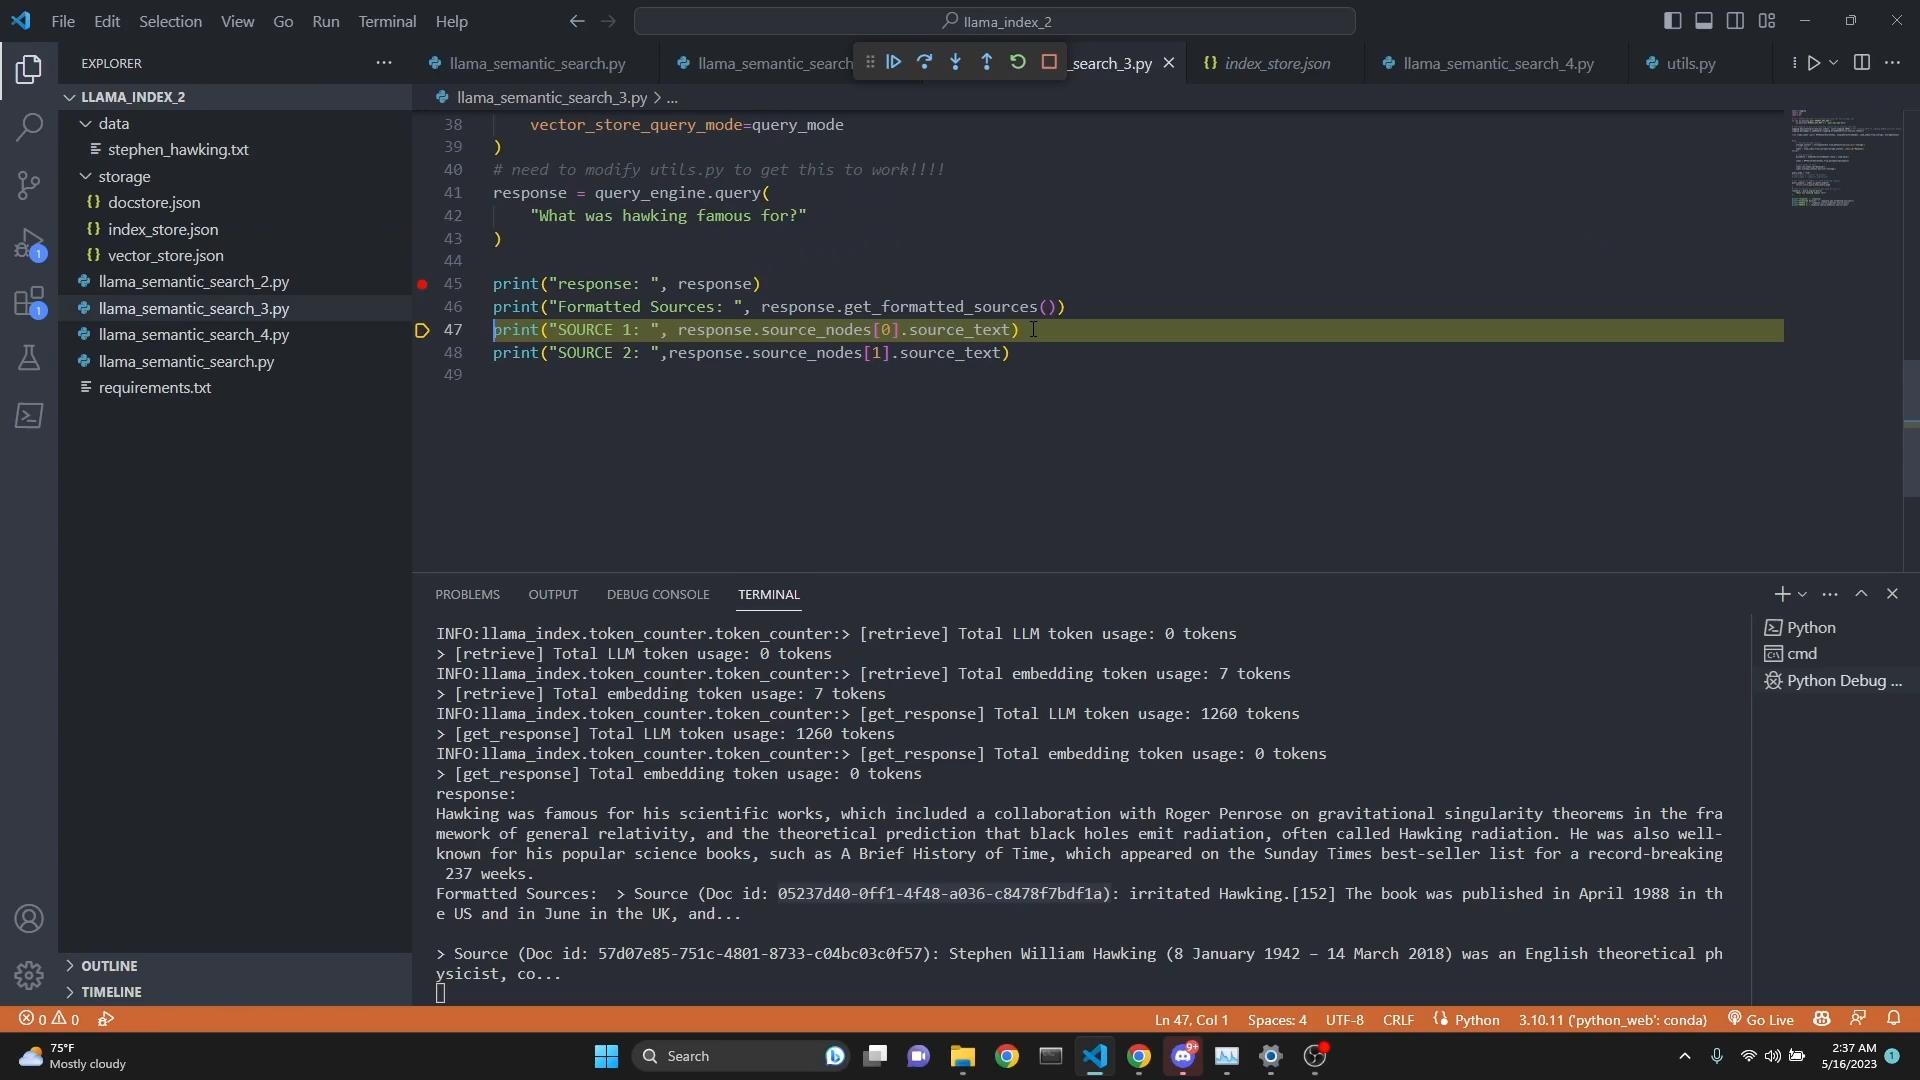 File Edit Selection View Go Run Terminal Help
llama_index_2
EXPLORER
LLAMA_INDEX_2
data
stephen_hawking.txt
storage
docstore.json
index_store.json
vector_store.json
llama_semantic_search_2.py
llama_semantic_search_3.py
llama_semantic_search_4.py
llama_semantic_search.py
requirements.txt
OUTLINE
TIMELINE
1
1
llama_semantic_search.py llama_semantic_search _search_3.py index_store.json llama_semantic_search_4.py utils.py
llama_semantic_search_3.py > ...
38 vector_store_query_mode=query_mode
39 )
40 # need to modify utils.py to get this to work!!!!
41 response = query_engine.query(
42 "What was hawking famous for?"
43 )
44
45 print("response: ", response)
46 print("Formatted Sources: ", response.get_formatted_sources())
47 print("SOURCE 1: ", response.source_nodes[0].source_text)
48 print("SOURCE 2: ",response.source_nodes[1].source_text)
49
PROBLEMS OUTPUT DEBUG CONSOLE TERMINAL
INFO:llama_index.token_counter.token_counter:> [retrieve] Total LLM token usage: 0 tokens
> [retrieve] Total LLM token usage: 0 tokens
INFO:llama_index.token_counter.token_counter:> [retrieve] Total embedding token usage: 7 tokens
> [retrieve] Total embedding token usage: 7 tokens
INFO:llama_index.token_counter.token_counter:> [get_response] Total LLM token usage: 1260 tokens
> [get_response] Total LLM token usage: 1260 tokens
INFO:llama_index.token_counter.token_counter:> [get_response] Total embedding token usage: 0 tokens
> [get_response] Total embedding token usage: 0 tokens
response:
Hawking was famous for his scientific works, which included a collaboration with Roger Penrose on gravitational singularity theorems in the fra
mework of general relativity, and the theoretical prediction that black holes emit radiation, often called Hawking radiation. He was also well-
known for his popular science books, such as A Brief History of Time, which appeared on the Sunday Times best-seller list for a record-breaking
237 weeks.
Formatted Sources: > Source (Doc id: 05237d40-0ff1-4f48-a036-c8478f7bdf1a): irritated Hawking.[152] The book was published in April 1988 in th
e US and in June in the UK, and...
> Source (Doc id: 57d07e85-751c-4801-8733-c04bc03c0f57): Stephen William Hawking (8 January 1942 – 14 March 2018) was an English theoretical ph
ysicist, co...
Python
cmd
Python Debug ...
0 0 Ln 47, Col 1 Spaces: 4 UTF-8 CRLF Python 3.10.11 ('python_web': conda) Go Live
75°F
Mostly cloudy
Search
9+
2:37 AM
5/16/2023
1